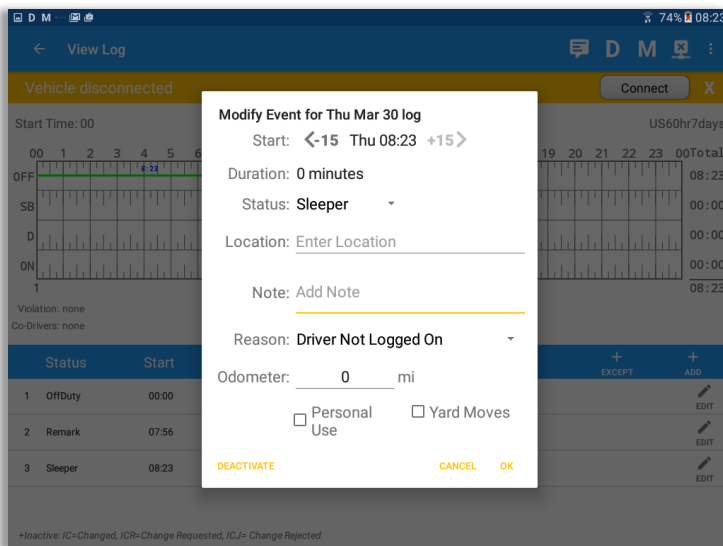 D M 74% 08:23
View Log D M
Vehicle disconnected Connect X
Start Time: 00 US60hr7days
00 1 2 3 4 5 6 19 20 21 22 23 00 Total
OFF 8:23 08:23
SB 00:00
D 00:00
ON 00:00
1 08:23
Violation: none
Co-Drivers: none
Modify Event for Thu Mar 30 log
Start: -15 Thu 08:23 +15
Duration: 0 minutes
Status: Sleeper
Location: Enter Location
Note: Add Note
Reason: Driver Not Logged On
Odometer: 0 mi
Personal Use
Yard Moves
DEACTIVATE CANCEL OK
Status Start + EXCEPT + ADD
1 OffDuty 00:00 EDIT
2 Remark 07:56 EDIT
3 Sleeper 08:23 EDIT
+Inactive: IC=Changed, ICR=Change Requested, ICJ= Change Rejected